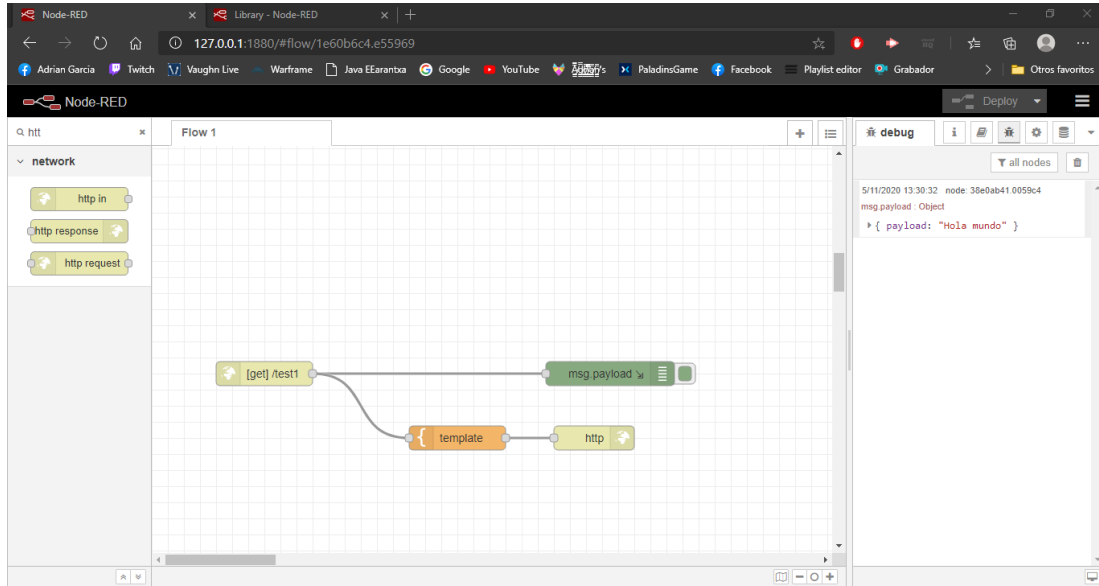 Node-RED
Library - Node-RED
127.0.0.1:1880/#flow/1e60b6c4.e55969
Adrian Garcia Twitch Vaughn Live Warframe Java EEarantxa Google YouTube 's PaladinsGame Facebook Playlist editor Grabador Otros favoritos
Node-RED
Deploy
htt
Flow 1
debug
i
network
all nodes
http in
http response
http request
5/11/2020 13:30:32 node: 38e0ab41.0059c4
msg.payload : Object
{ payload: "Hola mundo" }
[get] /test1
msg.payload
template
http